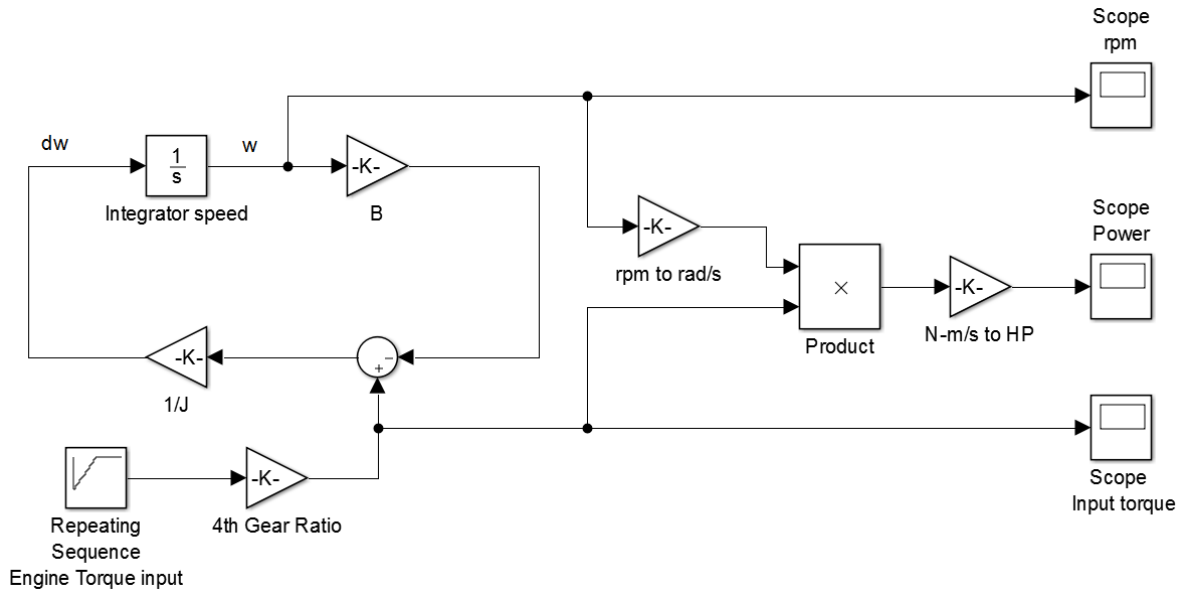 Scope
rpm
dw
1
s
w
-K-
Integrator speed
B
-K-
rpm to rad/s
Scope
Power
×
-K-
Product
N-m/s to HP
-K-
1/J
−
+
-K-
Repeating
Sequence
Engine Torque input
4th Gear Ratio
Scope
Input torque